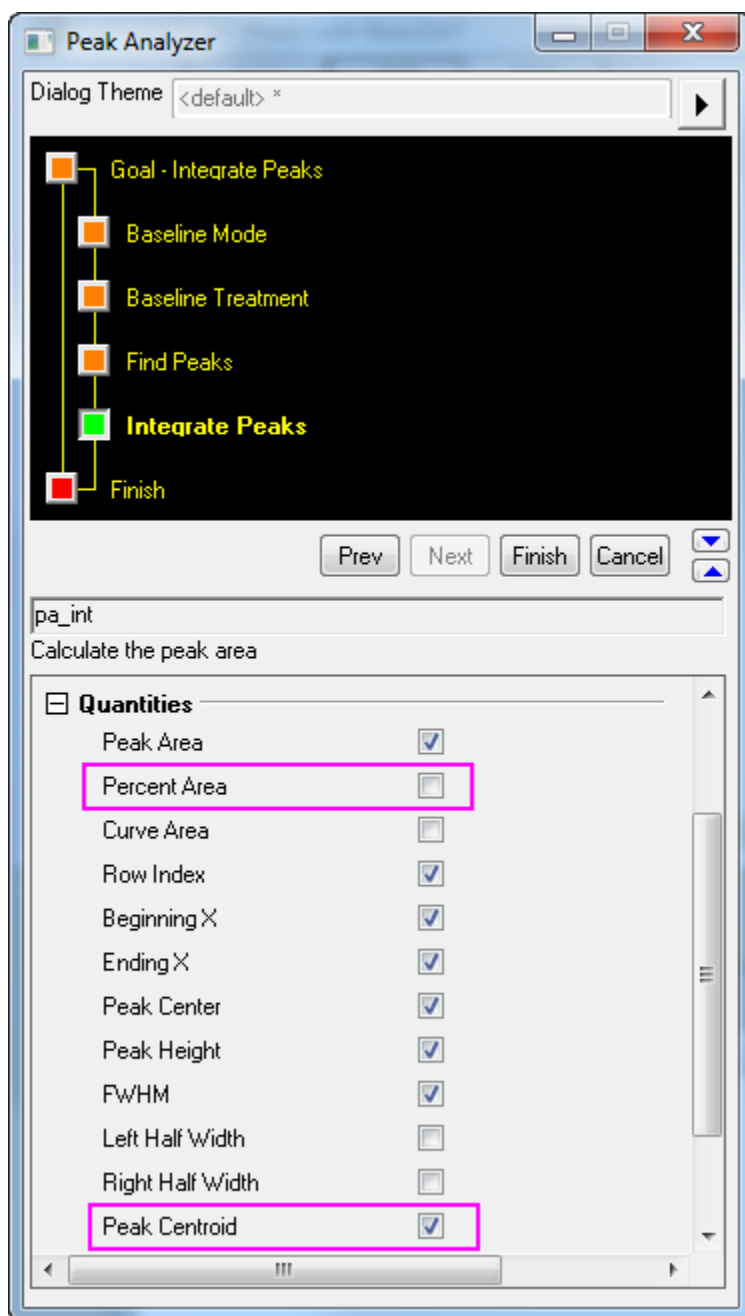 Peak Analyzer
Dialog Theme <default> *
Goal - Integrate Peaks
Baseline Mode
Baseline Treatment
Find Peaks
Integrate Peaks
Finish
Prev Next Finish Cancel
pa_int
Calculate the peak area
Quantities
Peak Area
Percent Area
Curve Area
Row Index
Beginning X
Ending X
Peak Center
Peak Height
FWHM
Left Half Width
Right Half Width
Peak Centroid